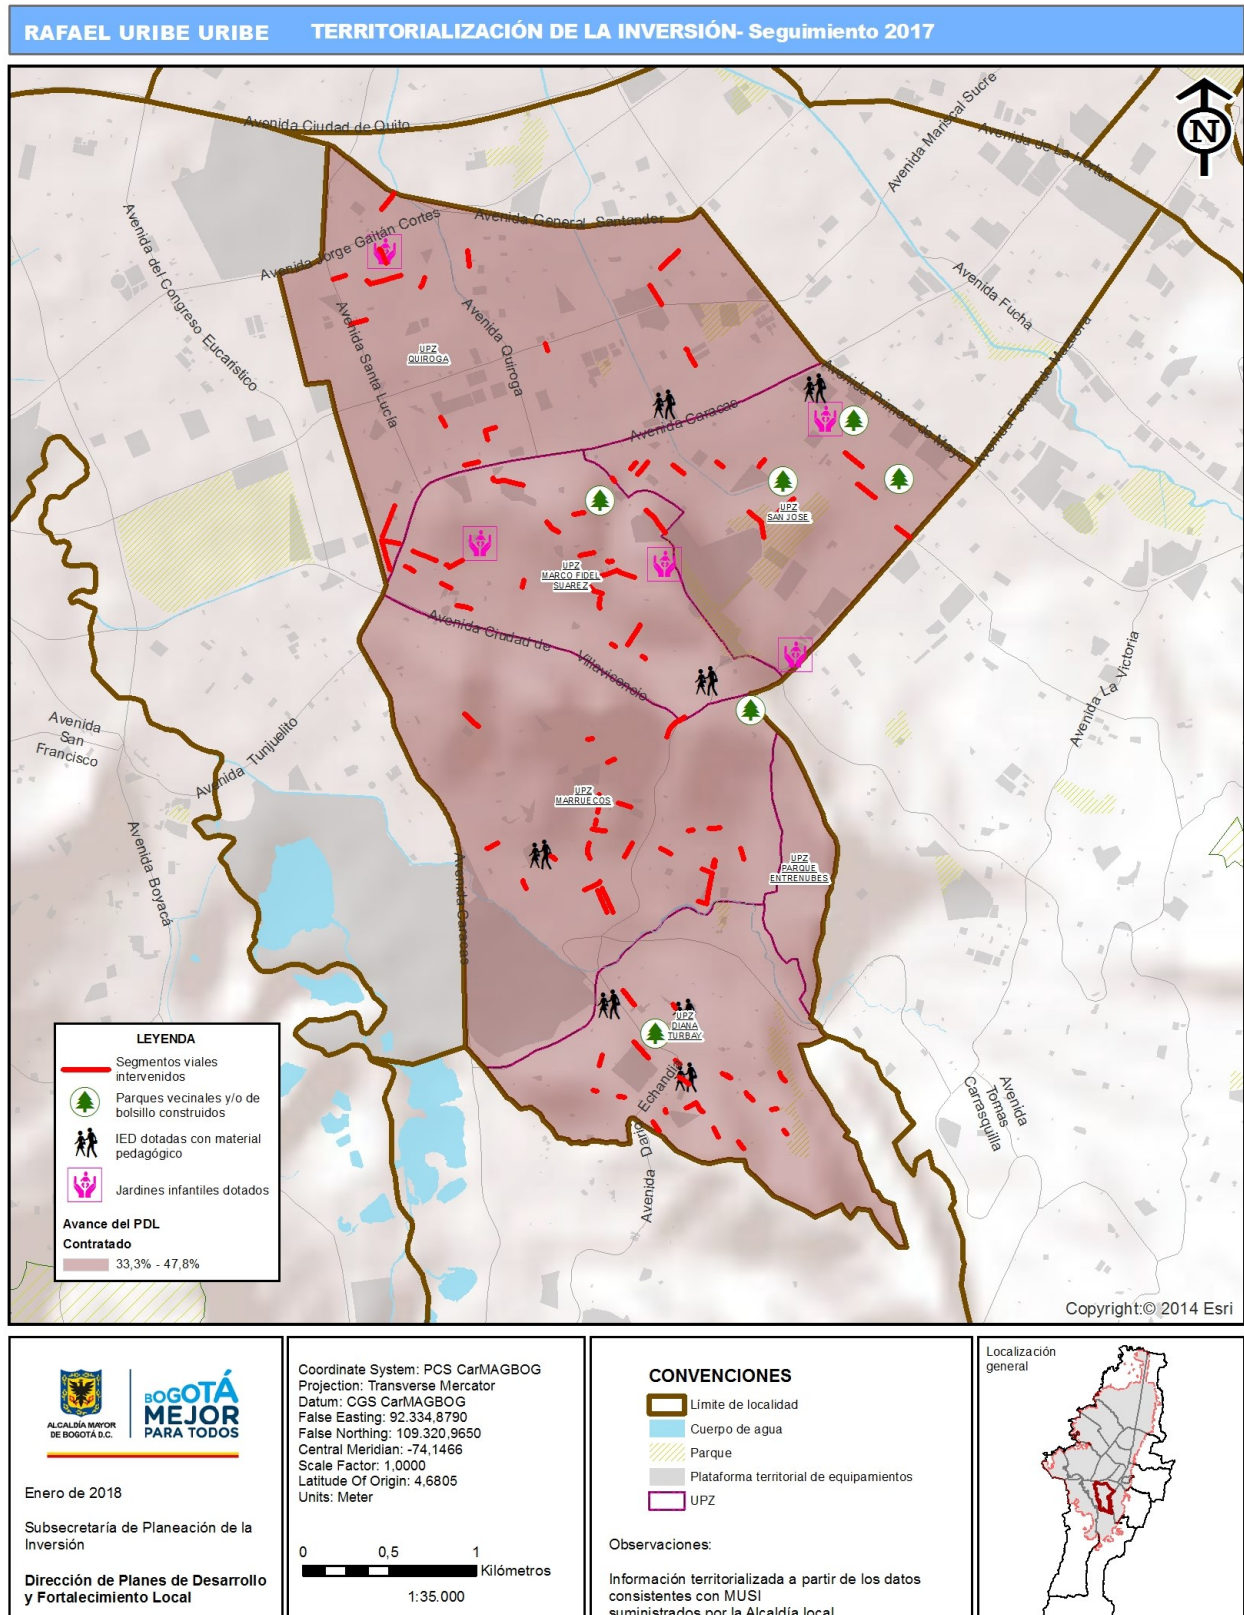 RAFAEL URIBE URIBE TERRITORIALIZACIÓN DE LA INVERSIÓN- Seguimiento 2017
Avenida Ciudad de Quito
Avenida Mariscal Sucre
Avenida de La Hortua
Avenida General Santander
Avenida Jorge Gaitán Cortes
Avenida del Congreso Eucarístico
Avenida Fucha
Avenida Santa Lucía
Avenida Quiroga
UPZ
QUIROGA
Avenida Fernando Mazuera
Avenida Primero de Mayo
Avenida Caracas
UPZ
SAN JOSE
UPZ
MARCO FIDEL
SUAREZ
Avenida Ciudad de
Villavicencio
Avenida La Victoria
Avenida
San
Francisco
Avenida Tunjuelito
UPZ
MARRUECOS
Avenida Boyacá
Avenida Caracas
UPZ
PARQUE
ENTRENUBES
UPZ
DIANA
TURBAY
Avenida Darío Echandía
Avenida
Tomas
Carrasquilla
LEYENDA
Segmentos viales
intervenidos
Parques vecinales y/o de
bolsillo construidos
IED dotadas con material
pedagógico
Jardines infantiles dotados
Avance del PDL
Contratado
33,3% - 47,8%
Copyright:© 2014 Esri
ALCALDÍA MAYOR
DE BOGOTÁ D.C.
BOGOTÁ
MEJOR
PARA TODOS
Enero de 2018
Subsecretaría de Planeación de la
Inversión
Dirección de Planes de Desarrollo
y Fortalecimiento Local
Coordinate System: PCS CarMAGBOG
Projection: Transverse Mercator
Datum: CGS CarMAGBOG
False Easting: 92.334,8790
False Northing: 109.320,9650
Central Meridian: -74,1466
Scale Factor: 1,0000
Latitude Of Origin: 4,6805
Units: Meter
0 0,5 1
Kilómetros
1:35.000
CONVENCIONES
Límite de localidad
Cuerpo de agua
Parque
Plataforma territorial de equipamientos
UPZ
Observaciones:
Información territorializada a partir de los datos
consistentes con MUSI
suministrados por la Alcaldía local
Localización
general
N